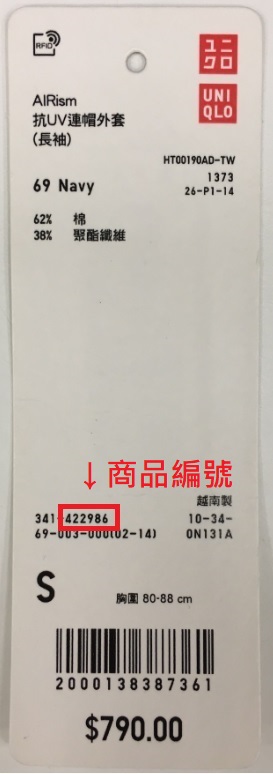 RFID
ユニ
クロ
UNI
QLO
AIRism
抗UV連帽外套
(長袖)
HT00190AD-TW
69 Navy
1373
26-P1-14
62% 棉
38% 聚酯纖維
↓商品編號
越南製
341-422986
10-34-
69-003-000(02-14)
0N131A
S
胸圍 80-88 cm
2000138387361
$790.00